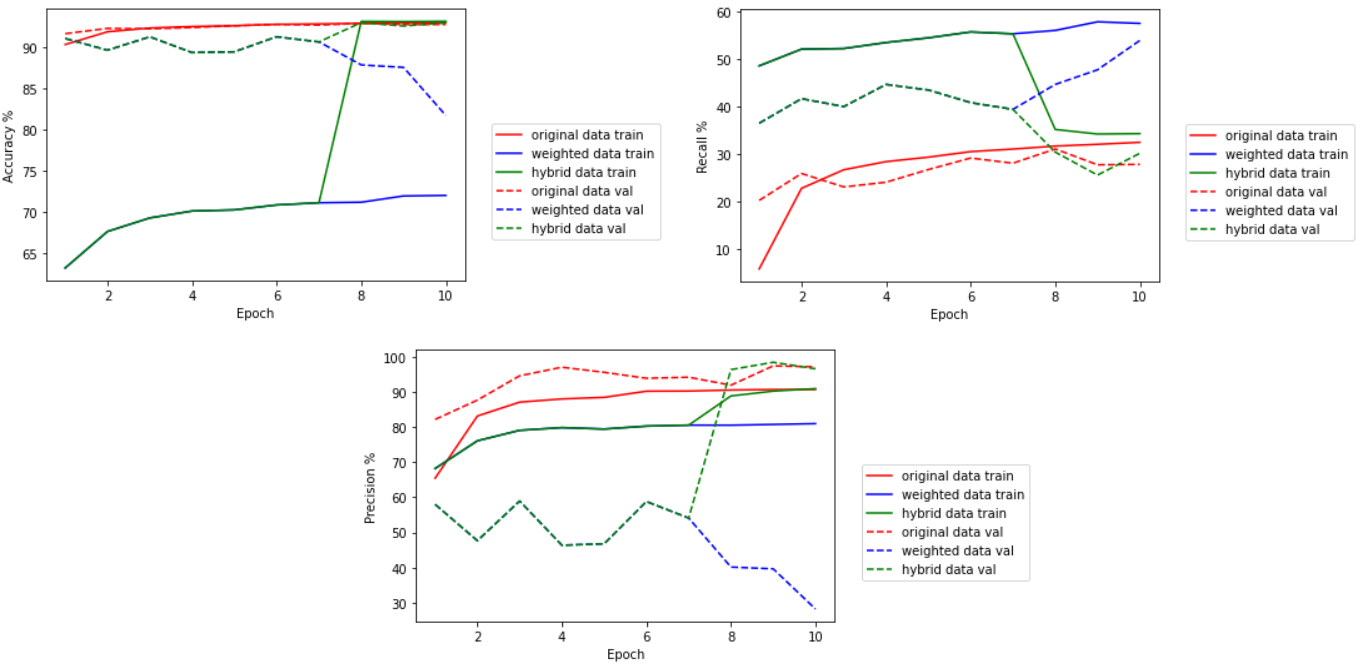 Accuracy %
90
85
80
75
70
65
2 4 6 8 10
Epoch
original data train
weighted data train
hybrid data train
original data val
weighted data val
hybrid data val
Recall %
60
50
40
30
20
10
2 4 6 8 10
Epoch
original data train
weighted data train
hybrid data train
original data val
weighted data val
hybrid data val
Precision %
100
90
80
70
60
50
40
30
2 4 6 8 10
Epoch
original data train
weighted data train
hybrid data train
original data val
weighted data val
hybrid data val